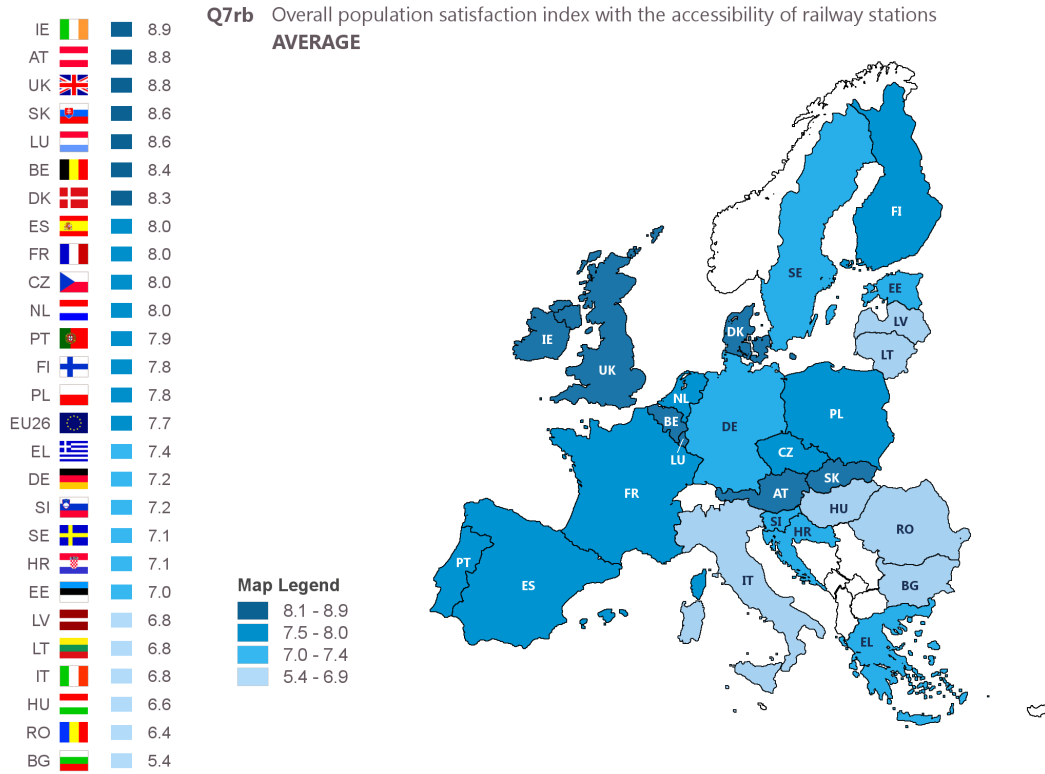 Q7rb Overall population satisfaction index with the accessibility of railway stations
AVERAGE
IE 8.9
AT 8.8
UK 8.8
SK 8.6
LU 8.6
BE 8.4
DK 8.3
ES 8.0
FR 8.0
CZ 8.0
NL 8.0
PT 7.9
FI 7.8
PL 7.8
EU26 7.7
EL 7.4
DE 7.2
SI 7.2
SE 7.1
HR 7.1
EE 7.0
LV 6.8
LT 6.8
IT 6.8
HU 6.6
RO 6.4
BG 5.4
FI
SE
EE
LV
DK
IE
LT
UK
NL
PL
BE
DE
CZ
LU
SK
FR
AT
HU
SI
RO
HR
PT
IT
ES
BG
EL
Map Legend
8.1 - 8.9
7.5 - 8.0
7.0 - 7.4
5.4 - 6.9